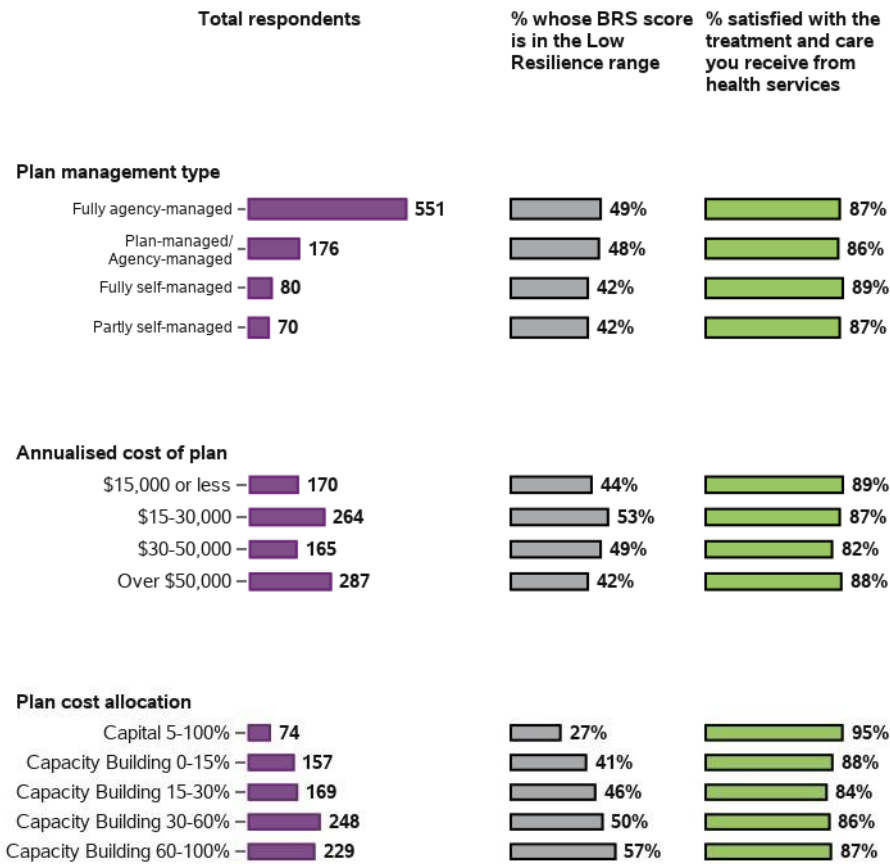 Total respondents
% whose BRS score is in the Low Resilience range
% satisfied with the treatment and care you receive from health services
Plan management type
Fully agency-managed 551 49% 87%
Plan-managed/
Agency-managed 176 48% 86%
Fully self-managed 80 42% 89%
Partly self-managed 70 42% 87%
Annualised cost of plan
$15,000 or less 170 44% 89%
$15-30,000 264 53% 87%
$30-50,000 165 49% 82%
Over $50,000 287 42% 88%
Plan cost allocation
Capital 5-100% 74 27% 95%
Capacity Building 0-15% 157 41% 88%
Capacity Building 15-30% 169 46% 84%
Capacity Building 30-60% 248 50% 86%
Capacity Building 60-100% 229 57% 87%